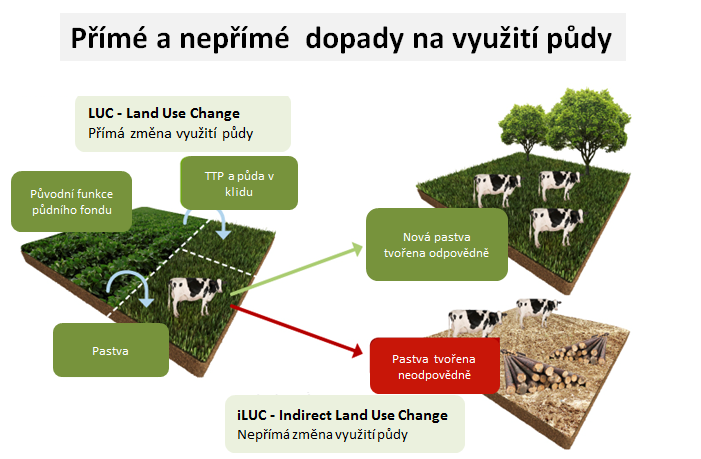 Přímé a nepřímé  dopady na využití půdy
LUC - Land Use Change
Přímá změna využití půdy
TTP a půda v
klidu
Původní funkce
půdního fondu
Nová pastva
tvořena odpovědně
Pastva
Pastva tvořena
neodpovědně
iLUC - Indirect Land Use Change
Nepřímá změna využití půdy